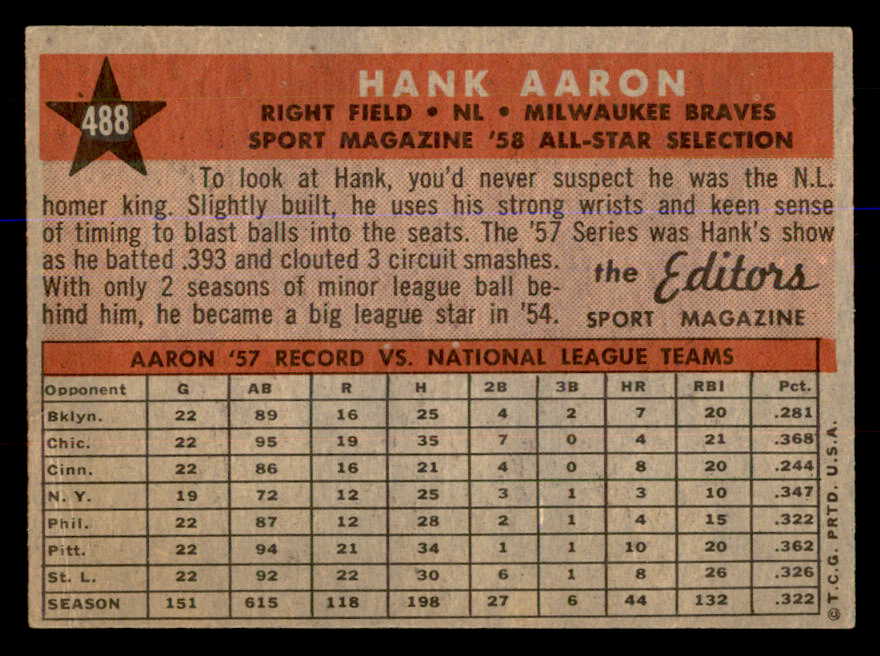 488
HANK AARON
RIGHT FIELD • NL • MILWAUKEE BRAVES
SPORT MAGAZINE '58 ALL-STAR SELECTION
To look at Hank, you'd never suspect he was the N.L.
homer king. Slightly built, he uses his strong wrists and keen sense
of timing to blast balls into the seats. The '57 Series was Hank's show
as he batted .393 and clouted 3 circuit smashes.
With only 2 seasons of minor league ball be-
hind him, he became a big league star in '54.
the Editors
SPORT MAGAZINE
AARON '57 RECORD VS. NATIONAL LEAGUE TEAMS
Opponent G AB R H 2B 3B HR RBI Pct.
Bklyn. 22 89 16 25 4 2 7 20 .281
Chic. 22 95 19 35 7 0 4 21 .368
Cinn. 22 86 16 21 4 0 8 20 .244
N. Y. 19 72 12 25 3 1 3 10 .347
Phil. 22 87 12 28 2 1 4 15 .322
Pitt. 22 94 21 34 1 1 10 20 .362
St. L. 22 92 22 30 6 1 8 26 .326
SEASON 151 615 118 198 27 6 44 132 .322
© T.C.G. PRTD. U.S.A.